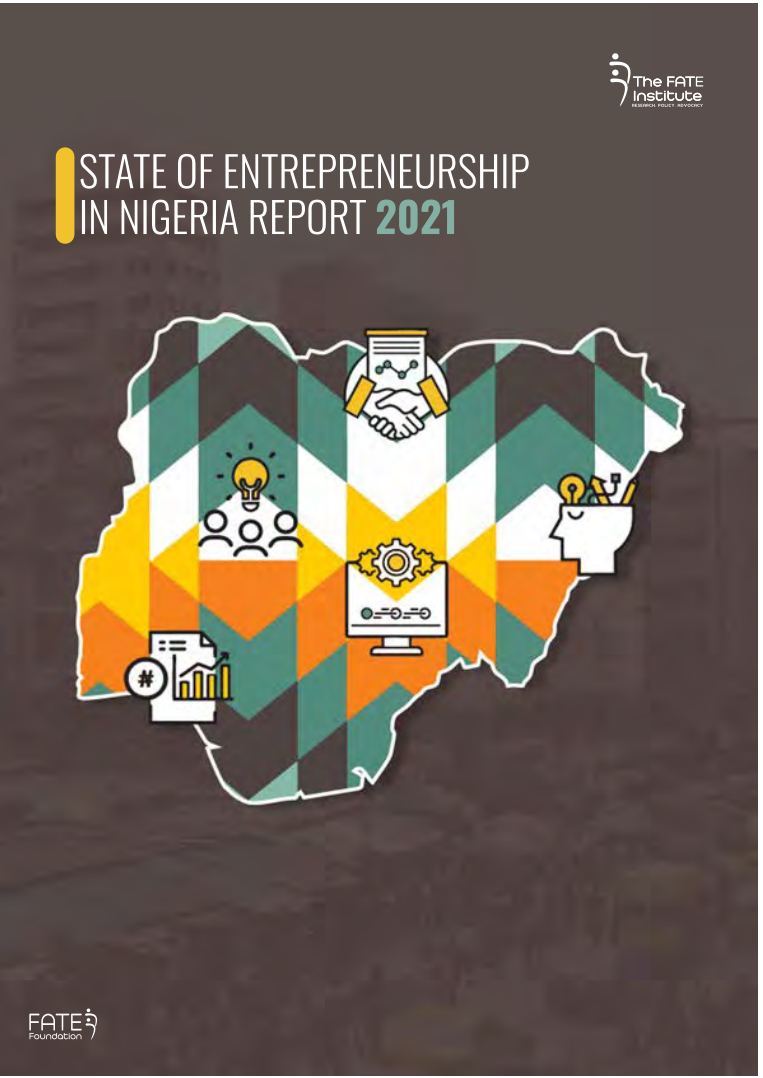 The FATE
Institute
RESEARCH. POLICY. ADVOCACY
STATE OF ENTREPRENEURSHIP
IN NIGERIA REPORT 2021
#
FATE
Foundation